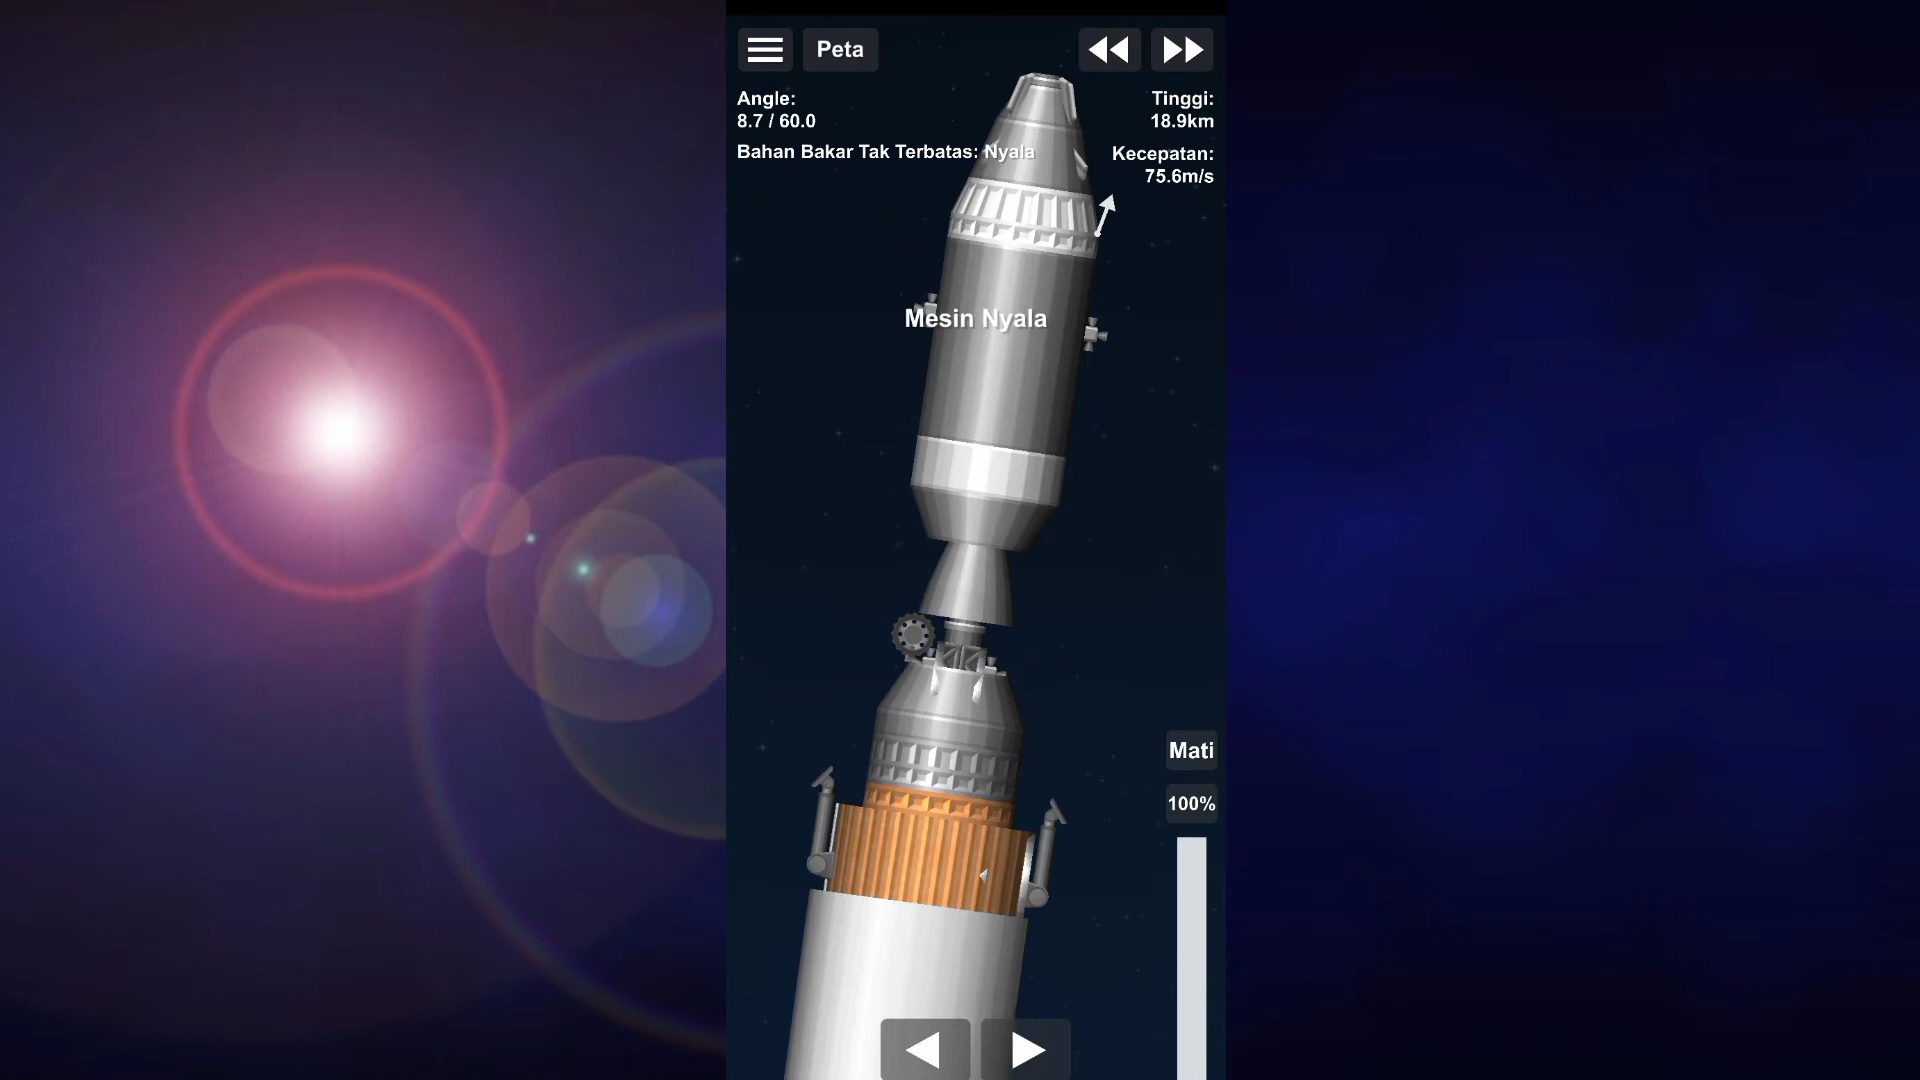 Peta
Angle:
8.7 / 60.0
Bahan Bakar Tak Terbatas: Nyala
Tinggi:
18.9km
Kecepatan:
75.6m/s
Mesin Nyala
Mati
100%